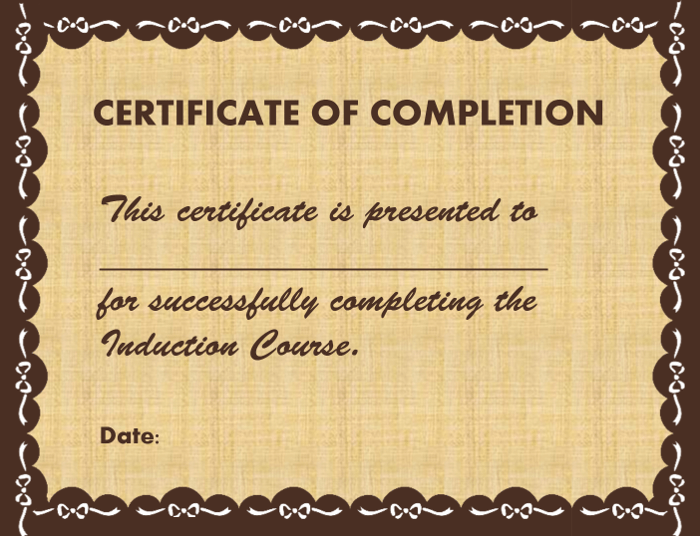 CERTIFICATE OF COMPLETION
This certificate is presented to
for successfully completing the
Induction Course.
Date: